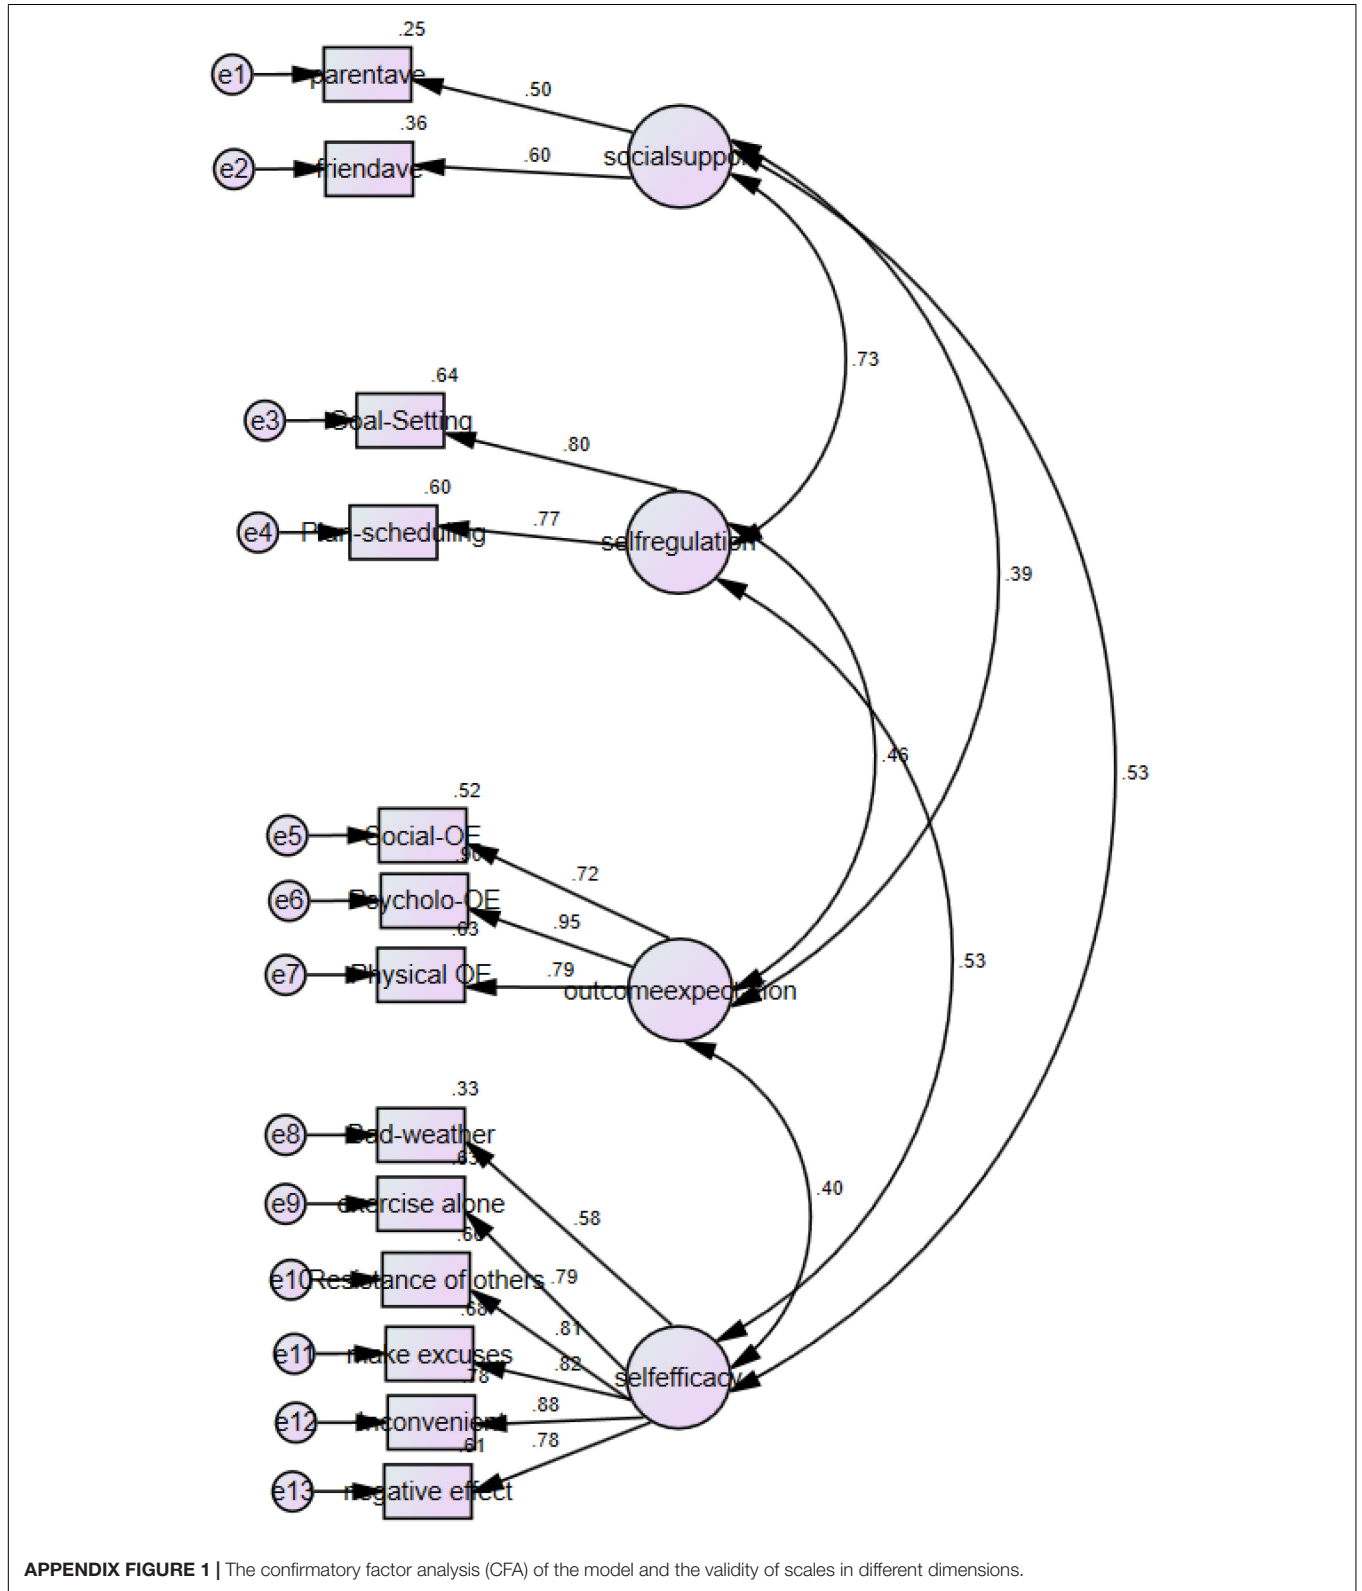 .25
e1 parentave
.50
.36
e2 friendave
.60
socialsuppo
.73
.64
e3 Goal-Setting
.80
.60
e4 Plan-scheduling
.77
selfregulation
.39
.46
.53
.52
e5 Social-OE
.72
.90
e6 Psycholo-OE
.95
.63
e7 Physical OE
.79
outcomeexpectation
.53
.33
e8 Bad-weather
.58
.63
e9 exercise alone
.79
.40
.66
e10 Resistance of others
.81
.68
e11 make excuses
.82
selfefficacy
.78
e12 Inconvenient
.88
.61
e13 negative effect
.78
APPENDIX FIGURE 1 | The confirmatory factor analysis (CFA) of the model and the validity of scales in different dimensions.